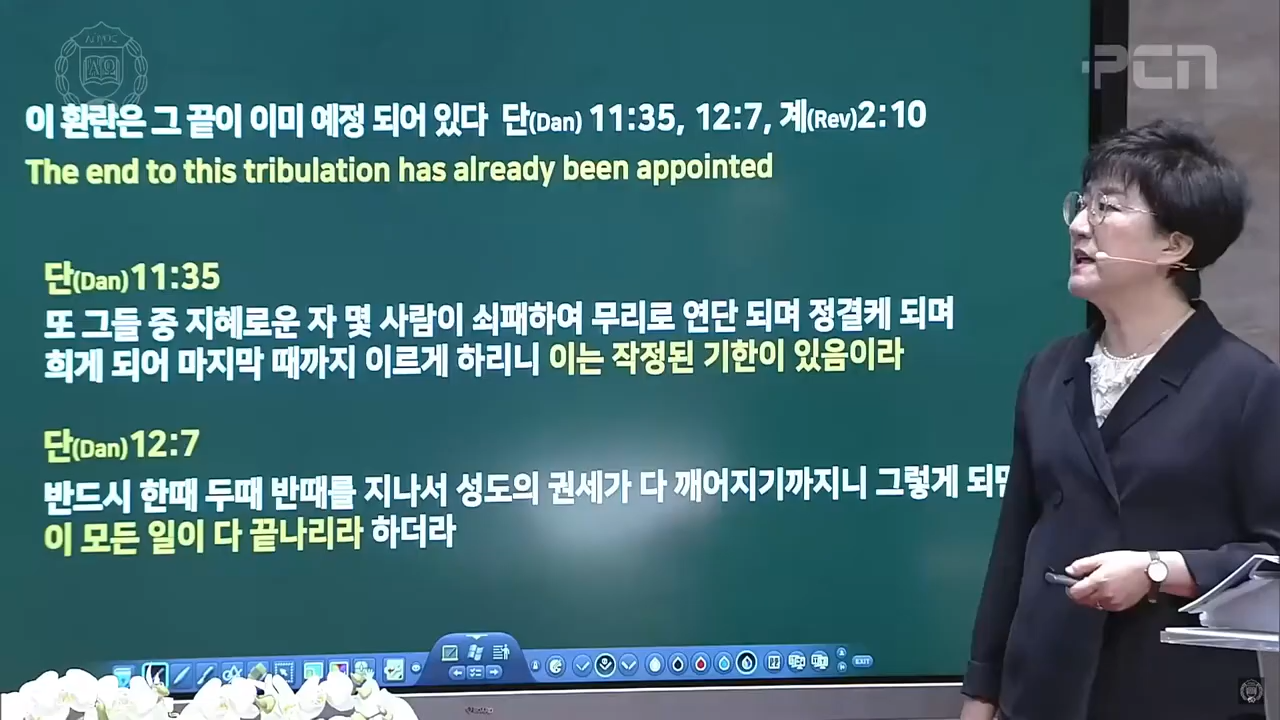 PCN
이 환란은 그 끝이 이미 예정 되어 있다 단(Dan) 11:35, 12:7, 계(Rev)2:10
The end to this tribulation has already been appointed
단(Dan)11:35
또 그들 중 지혜로운 자 몇 사람이 쇠패하여 무리로 연단 되며 정결케 되며
희게 되어 마지막 때까지 이르게 하리니 이는 작정된 기한이 있음이라
단(Dan)12:7
반드시 한때 두때 반때를 지나서 성도의 권세가 다 깨어지기까지니 그렇게
이 모든 일이 다 끝나리라 하더라
EXIT